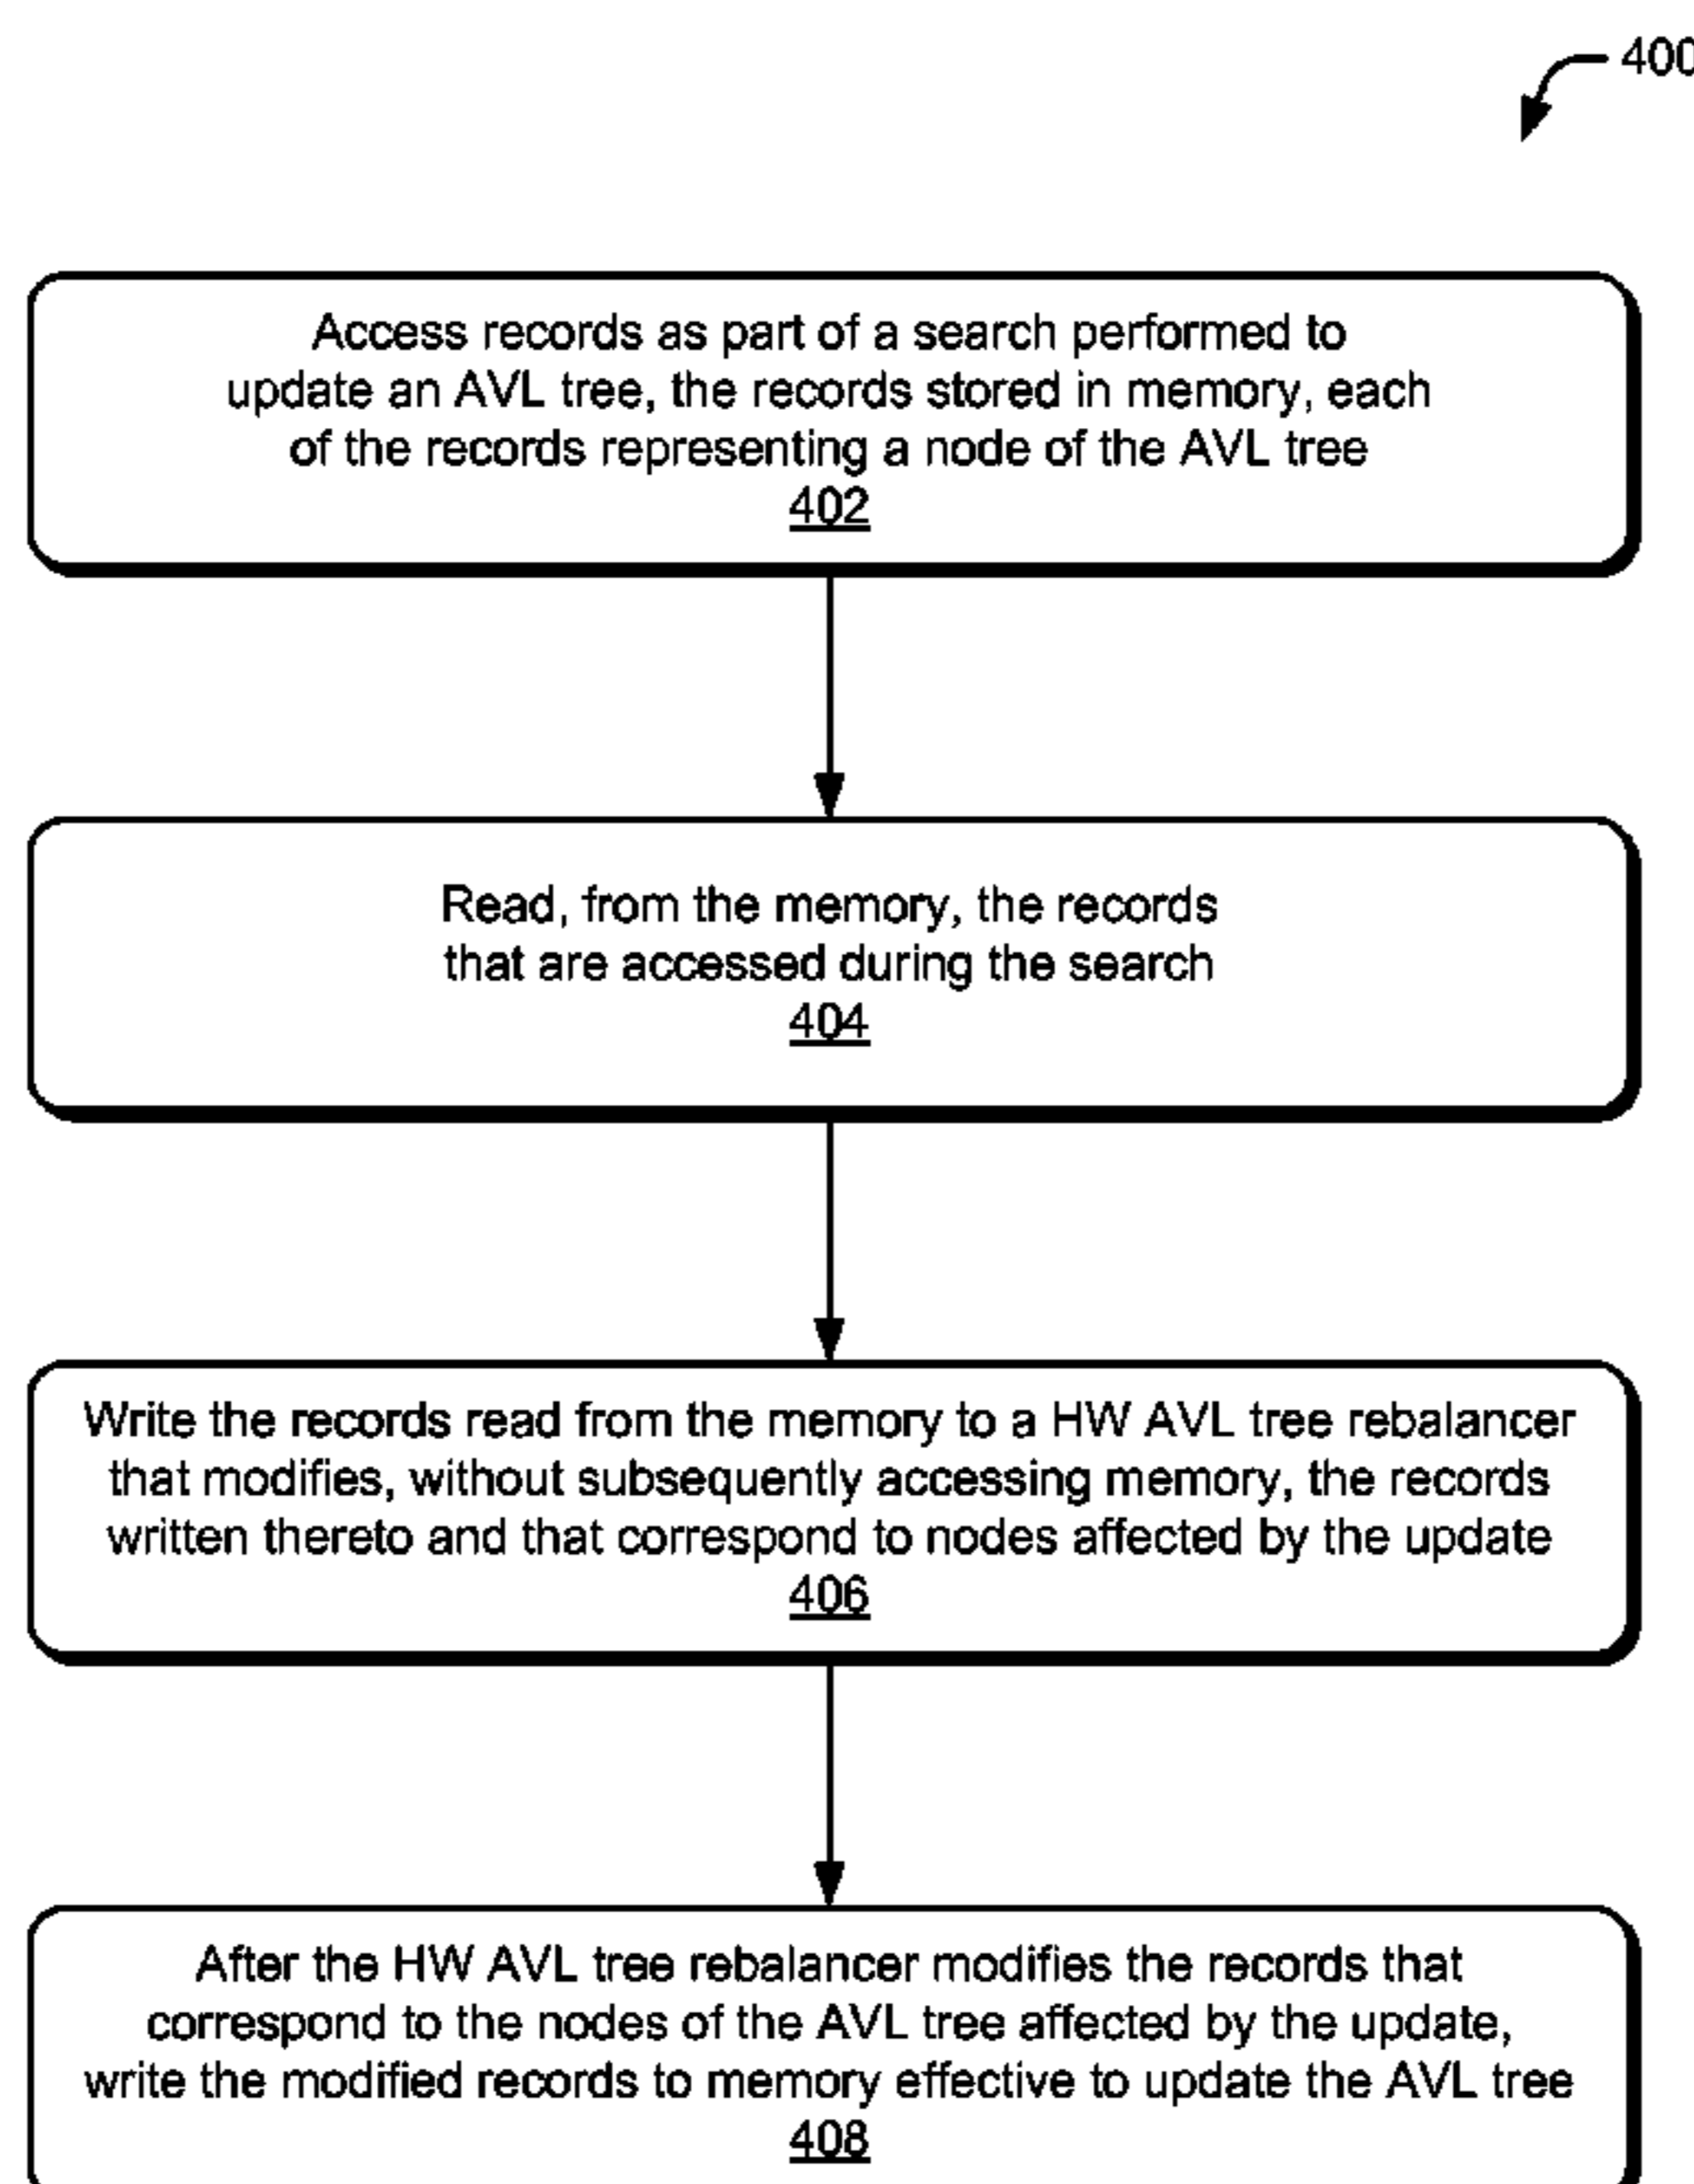 400
Access records as part of a search performed to
update an AVL tree, the records stored in memory, each
of the records representing a node of the AVL tree
402
Read, from the memory, the records
that are accessed during the search
404
Write the records read from the memory to a HW AVL tree rebalancer
that modifies, without subsequently accessing memory, the records
written thereto and that correspond to nodes affected by the update
406
After the HW AVL tree rebalancer modifies the records that
correspond to the nodes of the AVL tree affected by the update,
write the modified records to memory effective to update the AVL tree
408